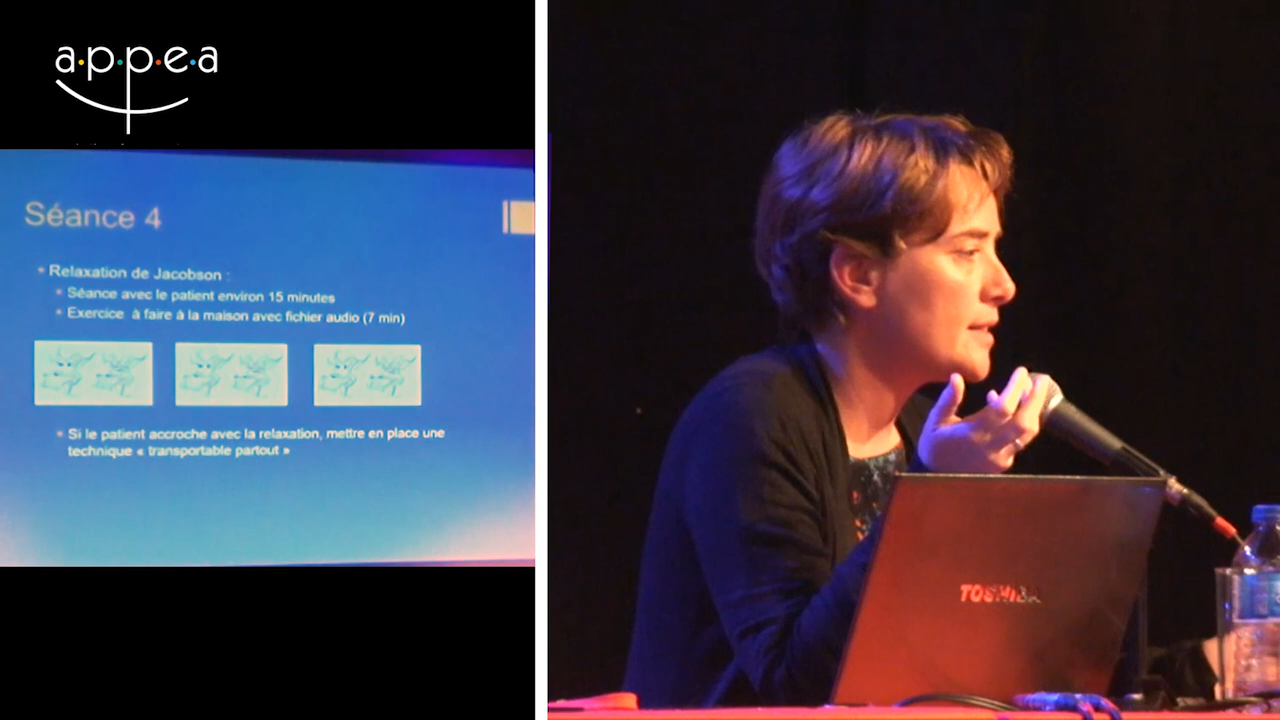 a·p·p·e·a
Séance 4
Relaxation de Jacobson :
Séance avec le patient environ 15 minutes
Exercice à faire à la maison avec fichier audio (7 min)
Si le patient accroche avec la relaxation, mettre en place une
technique « transportable partout »
TOSHIBA